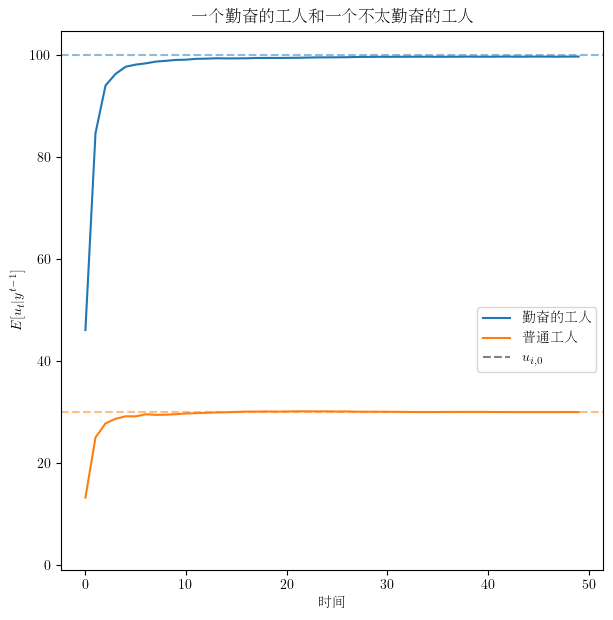 一个勤奋的工人和一个不太勤奋的工人
100
80
60
40
20
0
E[u_t|y^{t-1}]
勤奋的工人
普通工人
u_{i,0}
0 10 20 30 40 50
时间